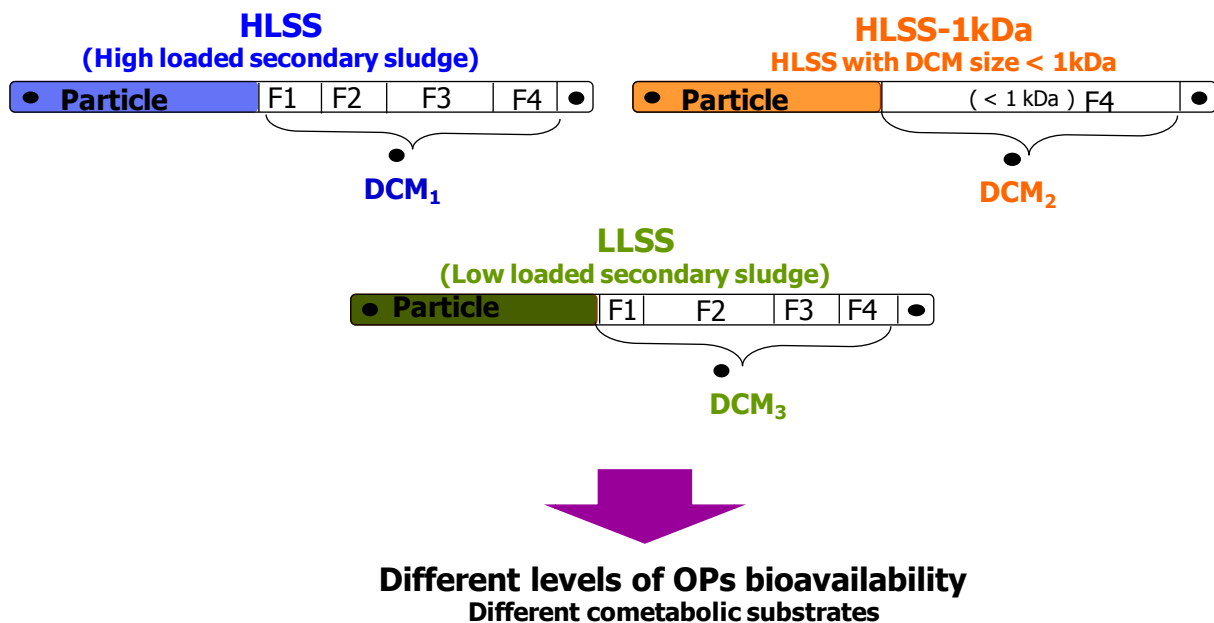 HLSS
(High loaded secondary sludge)
Particle F1 F2 F3 F4
DCM₁
HLSS-1kDa
HLSS with DCM size < 1kDa
Particle ( < 1 kDa ) F4
DCM₂
LLSS
(Low loaded secondary sludge)
Particle F1 F2 F3 F4
DCM₃
Different levels of OPs bioavailability
Different cometabolic substrates